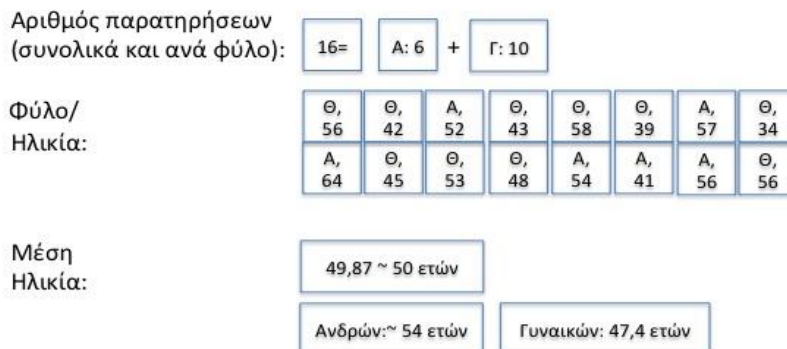 Αριθμός παρατηρήσεων
(συνολικά και ανά φύλο): 16= Α: 6 + Γ: 10
Φύλο/
Ηλικία:
Θ, 56 Θ, 42 Α, 52 Θ, 43 Θ, 58 Θ, 39 Α, 57 Θ, 34
Α, 64 Θ, 45 Θ, 53 Θ, 48 Α, 54 Α, 41 Α, 56 Θ, 56
Μέση
Ηλικία:
49,87 ~ 50 ετών
Ανδρών:~ 54 ετών Γυναικών: 47,4 ετών